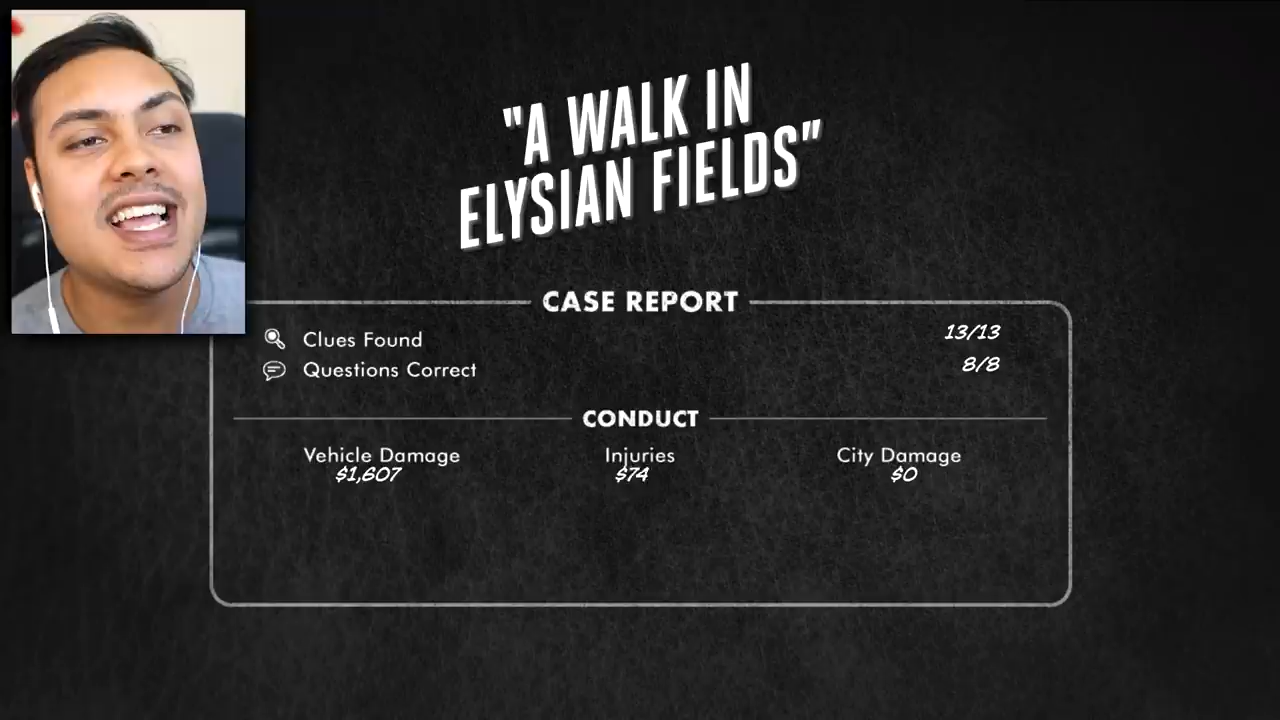 "A WALK IN
ELYSIAN FIELDS"
CASE REPORT
Clues Found 13/13
Questions Correct 8/8
CONDUCT
Vehicle Damage Injuries City Damage
$1,607 $74 $0